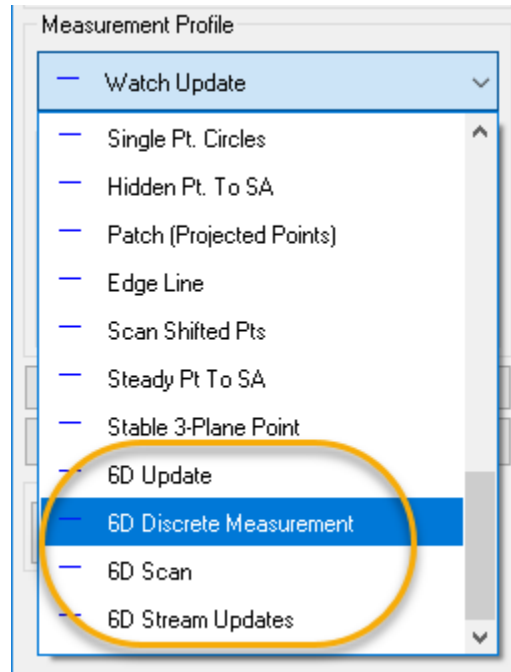 Measurement Profile
Watch Update
Single Pt. Circles
Hidden Pt. To SA
Patch (Projected Points)
Edge Line
Scan Shifted Pts
Steady Pt To SA
Stable 3-Plane Point
6D Update
6D Discrete Measurement
6D Scan
6D Stream Updates